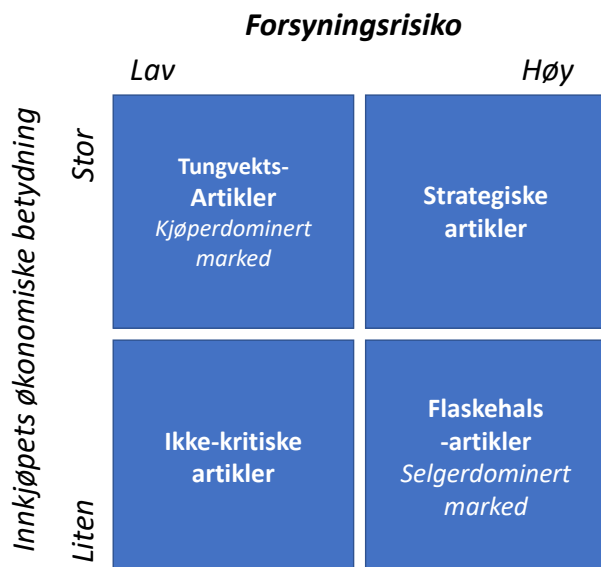 Forsyningsrisiko
Lav
Høy
Innkjøpets økonomiske betydning
Stor
Tungvekts-
Artikler
Kjøperdominert
marked
Strategiske
artikler
Liten
Ikke-kritiske
artikler
Flaskehals
-artikler
Selgerdominert
marked